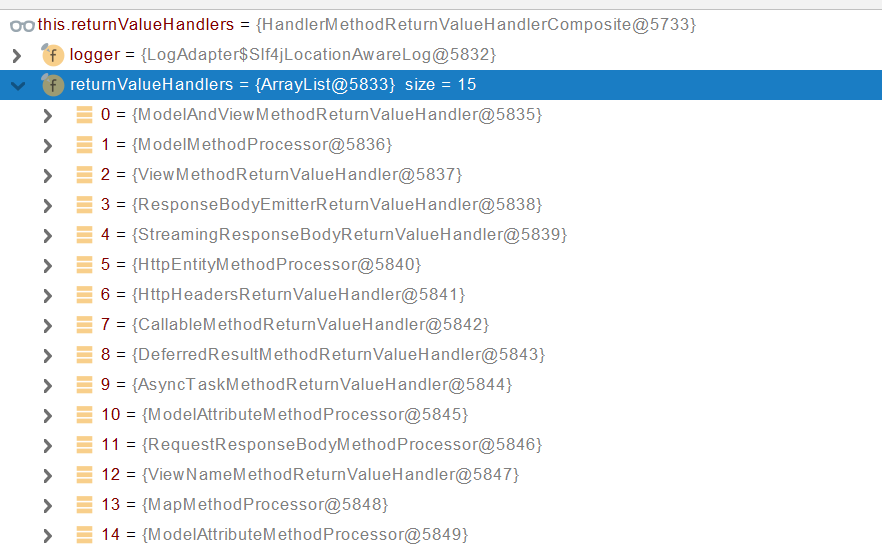 this.returnValueHandlers = {HandlerMethodReturnValueHandlerComposite@5733}
f logger = {LogAdapter$Slf4jLocationAwareLog@5832}
f returnValueHandlers = {ArrayList@5833} size = 15
0 = {ModelAndViewMethodReturnValueHandler@5835}
1 = {ModelMethodProcessor@5836}
2 = {ViewMethodReturnValueHandler@5837}
3 = {ResponseBodyEmitterReturnValueHandler@5838}
4 = {StreamingResponseBodyReturnValueHandler@5839}
5 = {HttpEntityMethodProcessor@5840}
6 = {HttpHeadersReturnValueHandler@5841}
7 = {CallableMethodReturnValueHandler@5842}
8 = {DeferredResultMethodReturnValueHandler@5843}
9 = {AsyncTaskMethodReturnValueHandler@5844}
10 = {ModelAttributeMethodProcessor@5845}
11 = {RequestResponseBodyMethodProcessor@5846}
12 = {ViewNameMethodReturnValueHandler@5847}
13 = {MapMethodProcessor@5848}
14 = {ModelAttributeMethodProcessor@5849}